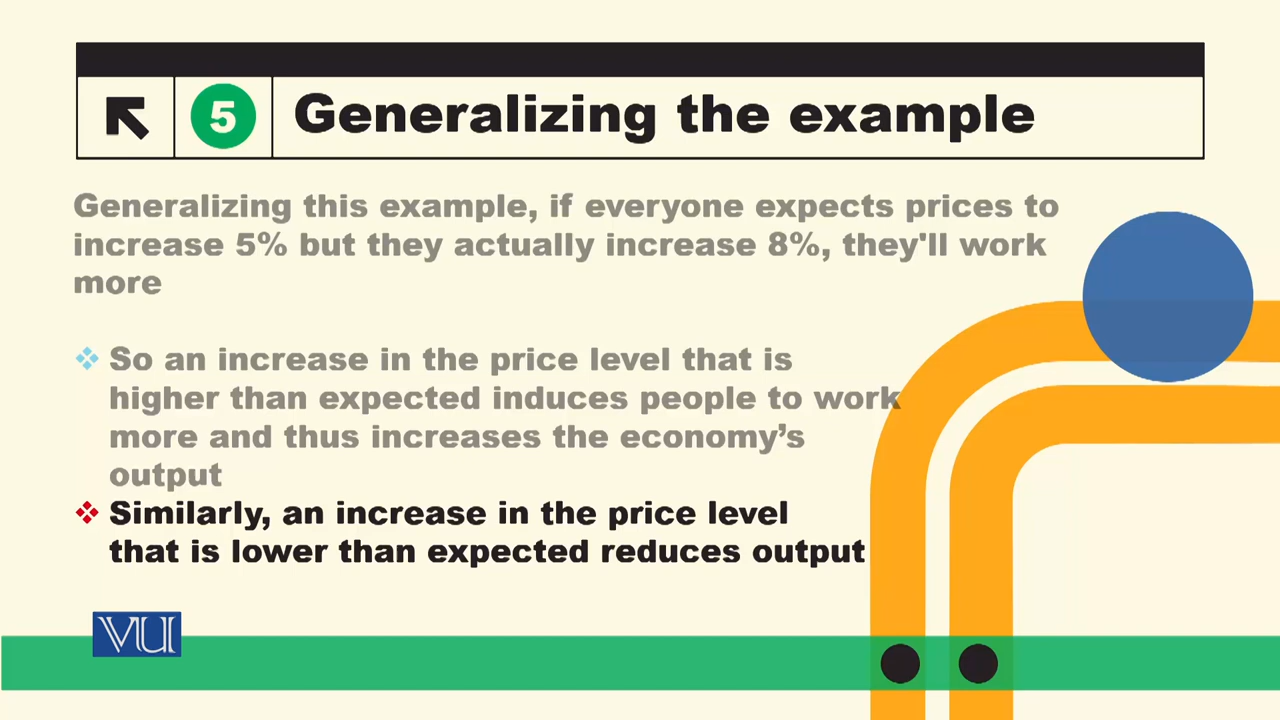 5 Generalizing the example
Generalizing this example, if everyone expects prices to
increase 5% but they actually increase 8%, they'll work
more
So an increase in the price level that is
higher than expected induces people to work
more and thus increases the economy’s
output
Similarly, an increase in the price level
that is lower than expected reduces output
VU